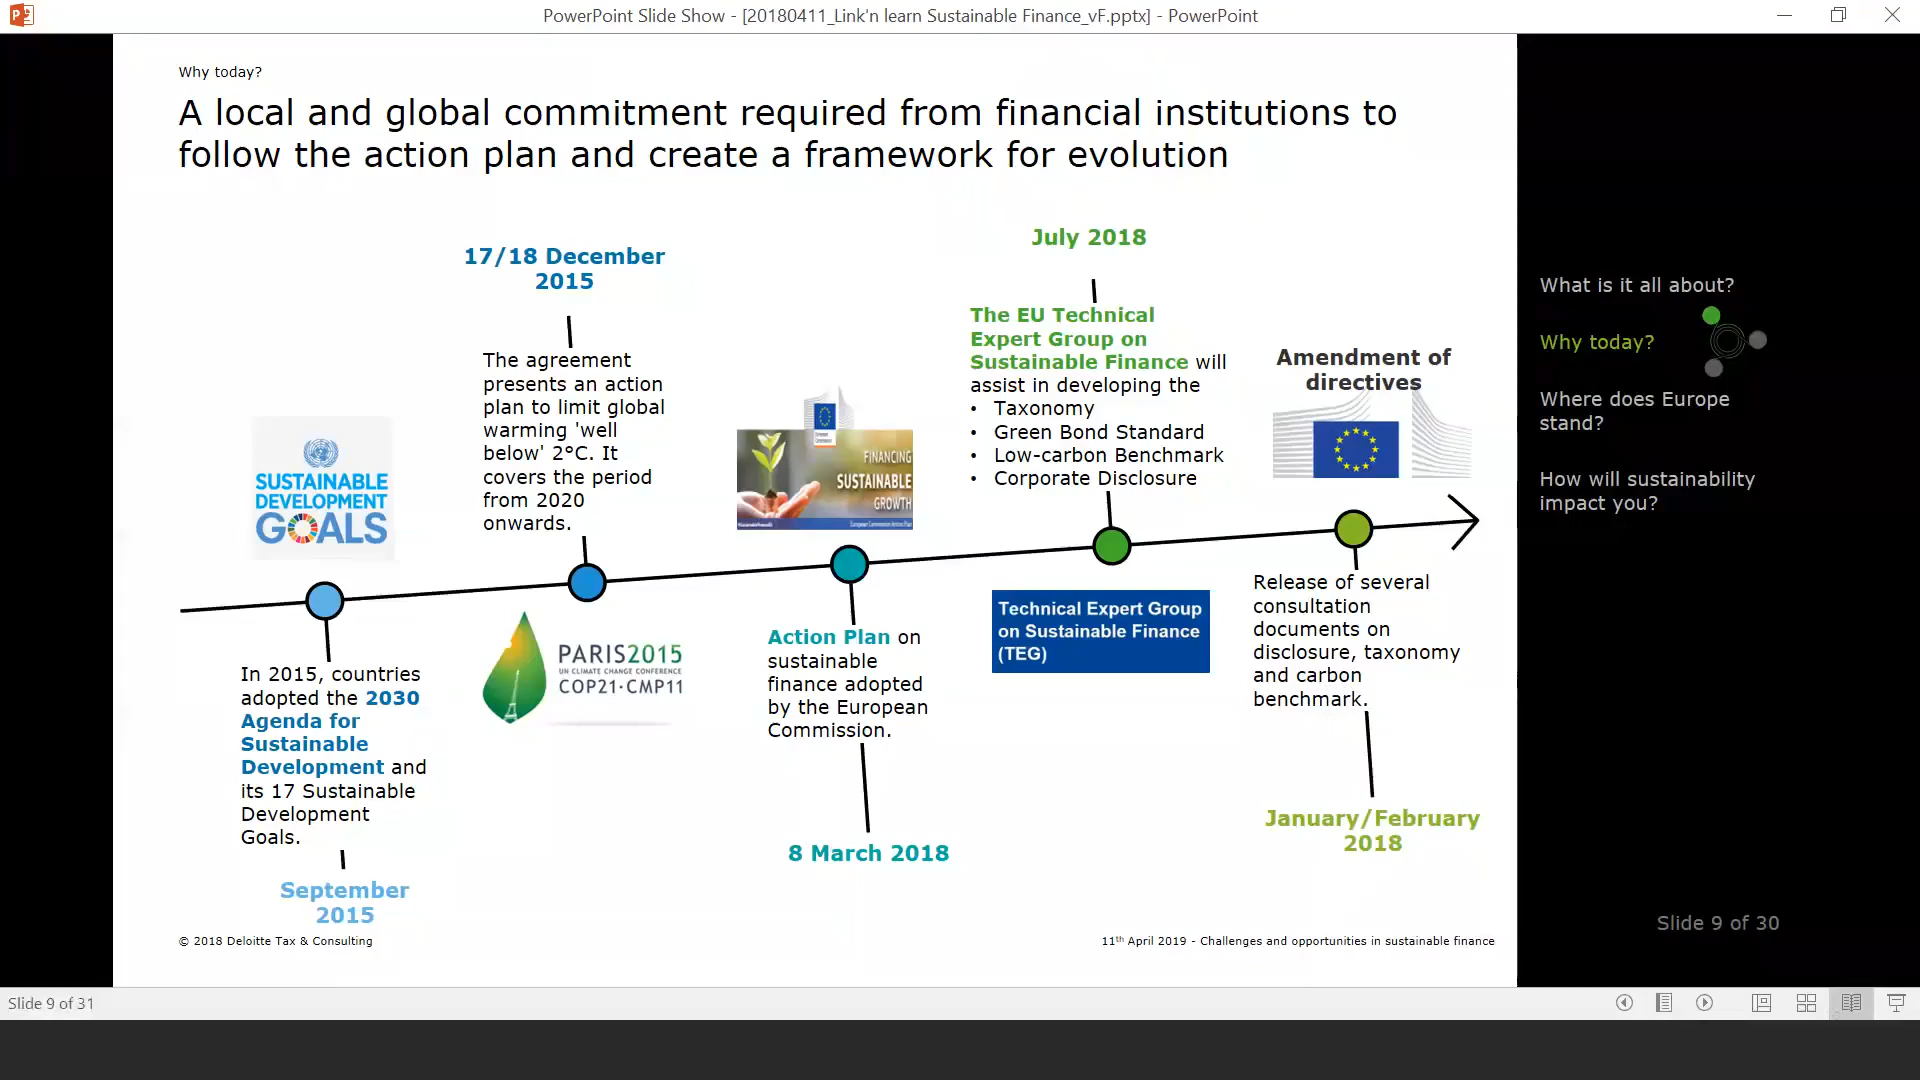 PowerPoint Slide Show - [20180411_Link'n learn Sustainable Finance_vF.pptx] - PowerPoint
Why today?
A local and global commitment required from financial institutions to
follow the action plan and create a framework for evolution
SUSTAINABLE
DEVELOPMENT
GOALS
In 2015, countries
adopted the 2030
Agenda for
Sustainable
Development and
its 17 Sustainable
Development
Goals.
September
2015
17/18 December
2015
The agreement
presents an action
plan to limit global
warming 'well
below' 2°C. It
covers the period
from 2020
onwards.
PARIS2015
UN CLIMATE CHANGE CONFERENCE
COP21·CMP11
FINANCING
SUSTAINABLE
GROWTH
European Commission Action Plan
Action Plan on
sustainable
finance adopted
by the European
Commission.
8 March 2018
July 2018
The EU Technical
Expert Group on
Sustainable Finance will
assist in developing the
• Taxonomy
• Green Bond Standard
• Low-carbon Benchmark
• Corporate Disclosure
Technical Expert Group
on Sustainable Finance
(TEG)
Amendment of
directives
Release of several
consultation
documents on
disclosure, taxonomy
and carbon
benchmark.
January/February
2018
© 2018 Deloitte Tax & Consulting
11th April 2019 - Challenges and opportunities in sustainable finance
What is it all about?
Why today?
Where does Europe
stand?
How will sustainability
impact you?
Slide 9 of 30
Slide 9 of 31